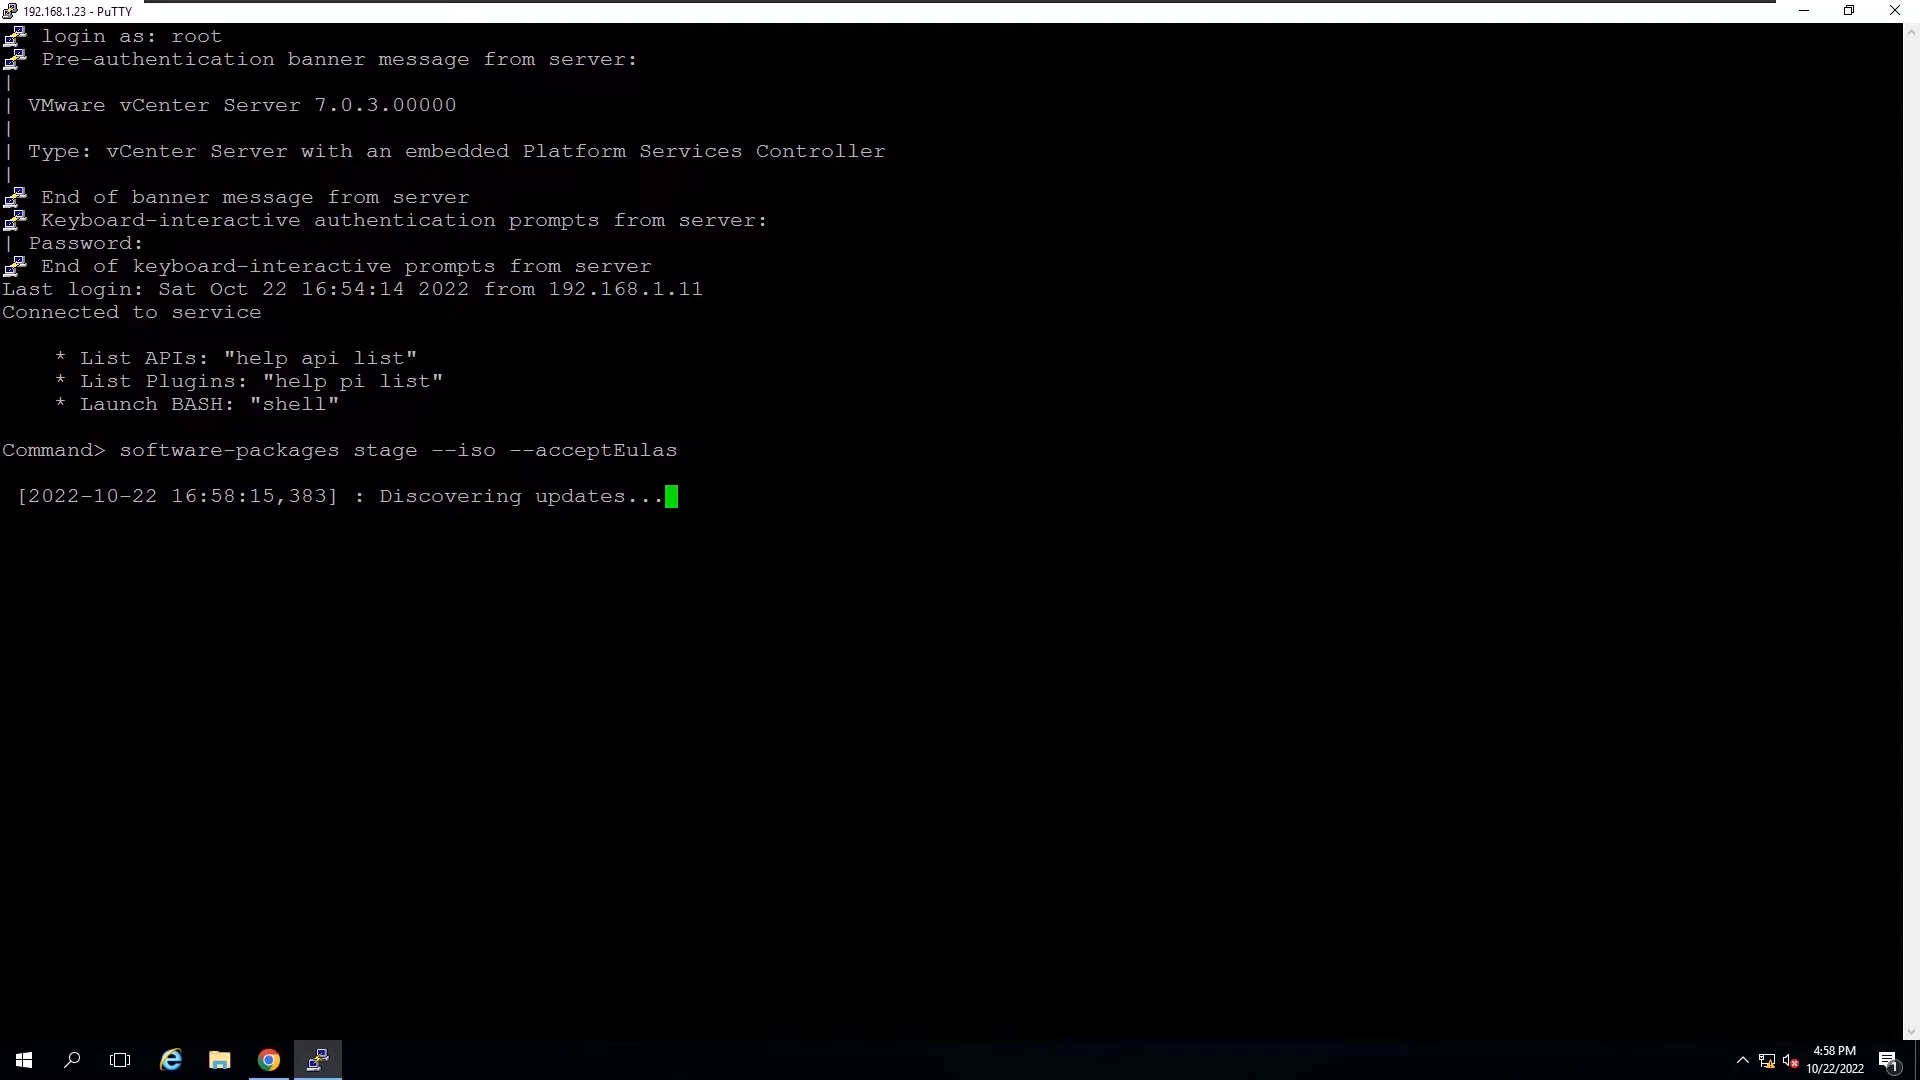 192.168.1.23 - PuTTY
login as: root
Pre-authentication banner message from server:
|
| VMware vCenter Server 7.0.3.00000
|
| Type: vCenter Server with an embedded Platform Services Controller
|
End of banner message from server
Keyboard-interactive authentication prompts from server:
| Password:
End of keyboard-interactive prompts from server
Last login: Sat Oct 22 16:54:14 2022 from 192.168.1.11
Connected to service
* List APIs: "help api list"
* List Plugins: "help pi list"
* Launch BASH: "shell"
Command> software-packages stage --iso --acceptEulas
[2022-10-22 16:58:15,383] : Discovering updates...
4:58 PM
10/22/2022
1